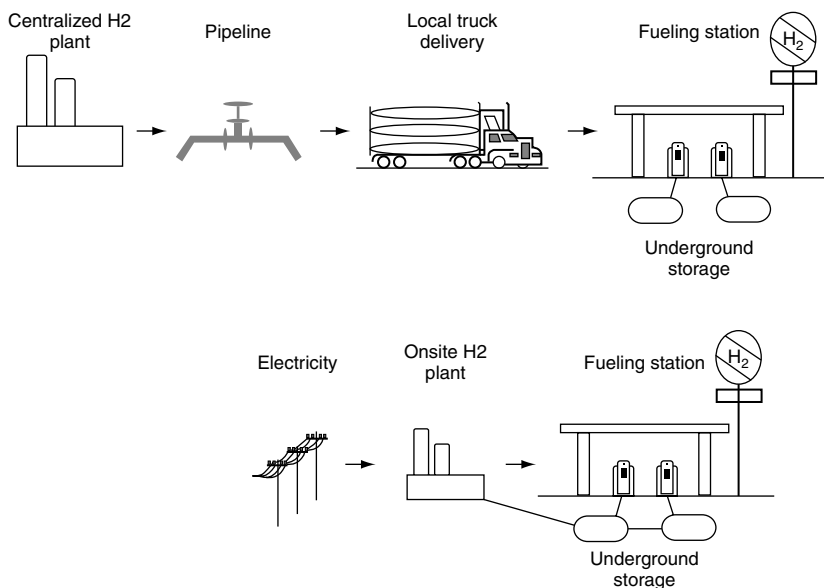 Centralized H2
plant
Pipeline
Local truck
delivery
Fueling station
H2
Underground
storage
Electricity
Onsite H2
plant
Fueling station
H2
Underground
storage